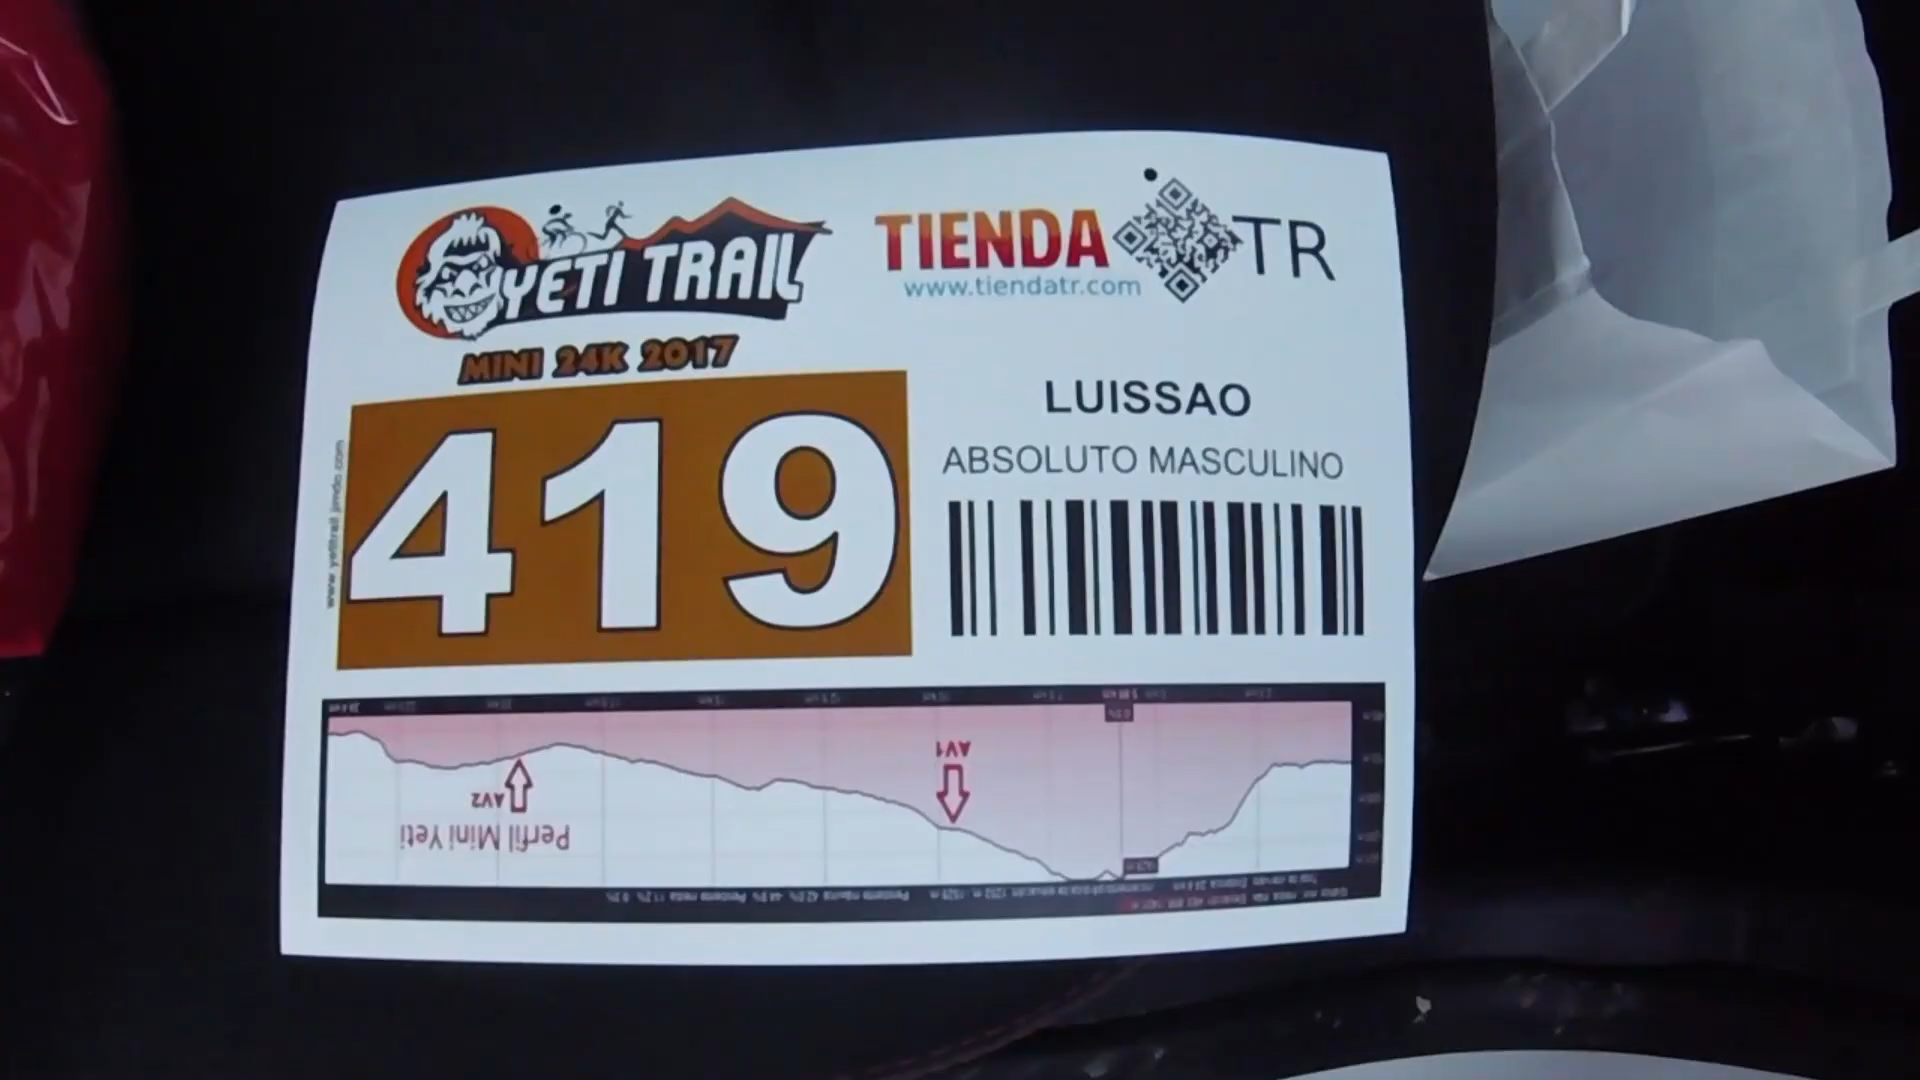 YETI TRAIL
TIENDA TR
www.tiendatr.com
MINI 24K 2017
419
LUISSAO
ABSOLUTO MASCULINO
www.yetitrail.jimdo.com
AV1
AV2
Perfil Mini Yeti